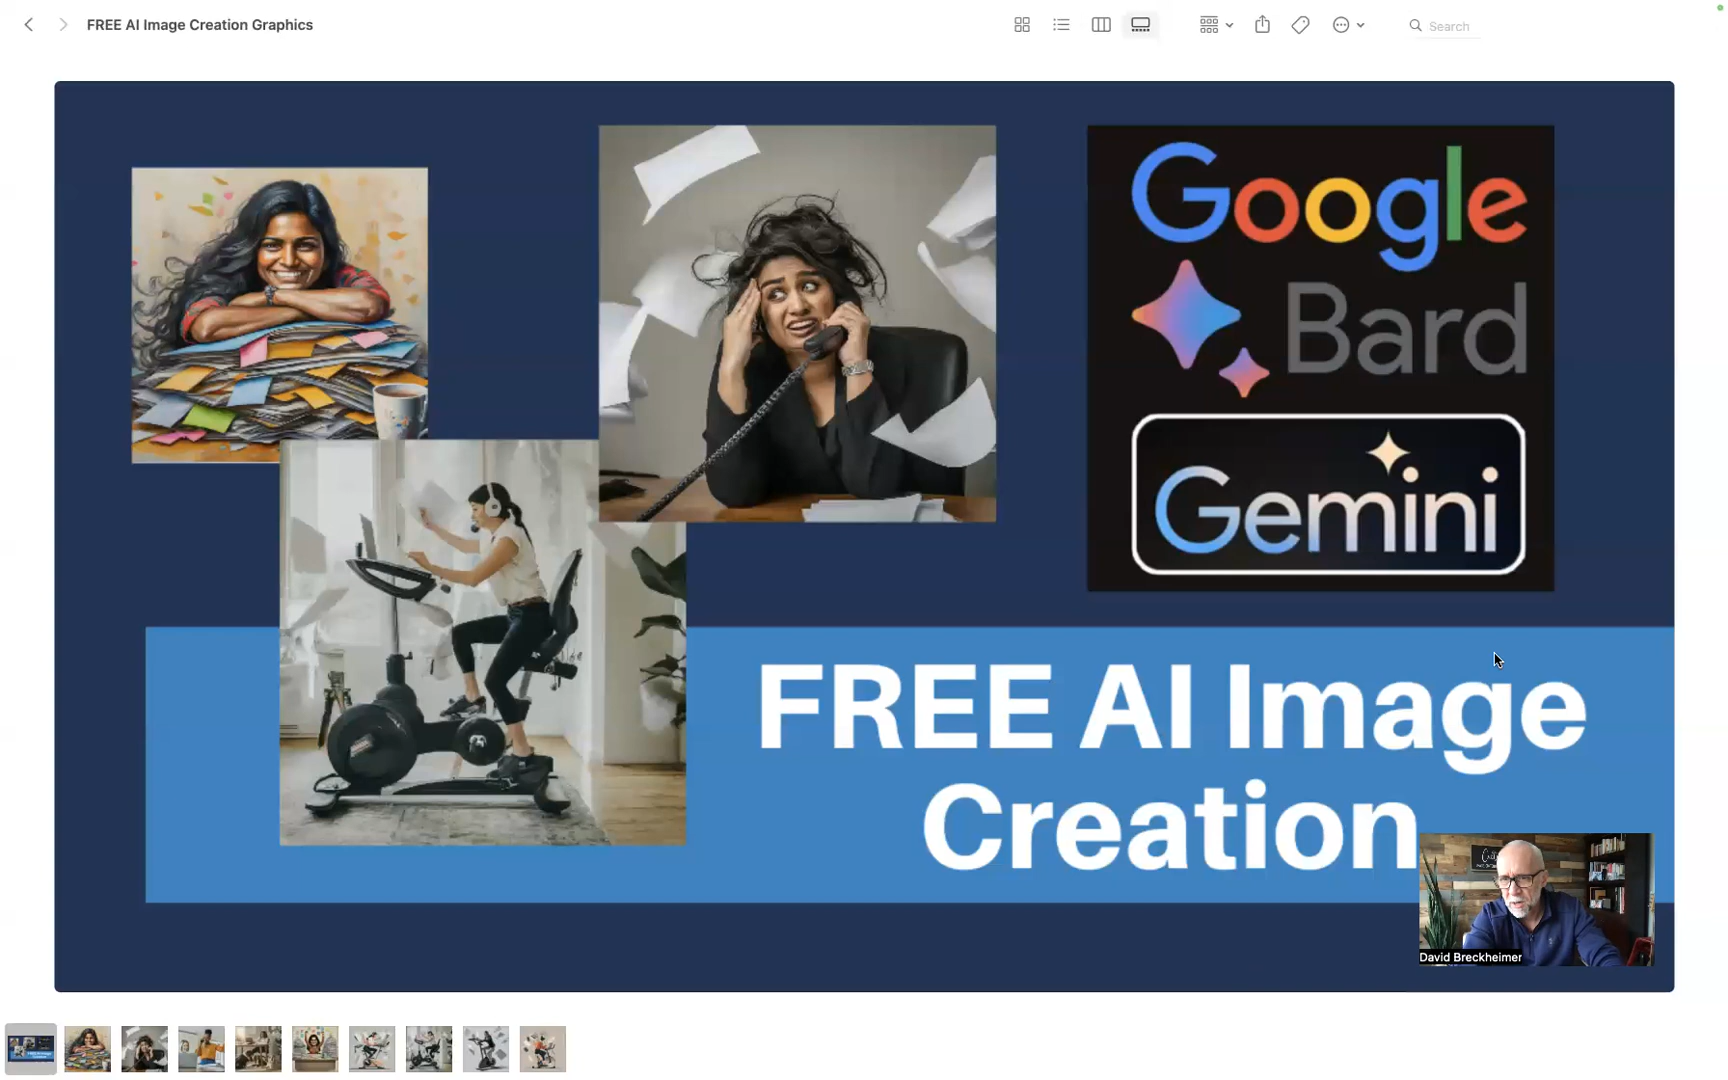 FREE AI Image Creation Graphics
Search
Google
Bard
Gemini
FREE AI Image
Creation
David Breckheimer